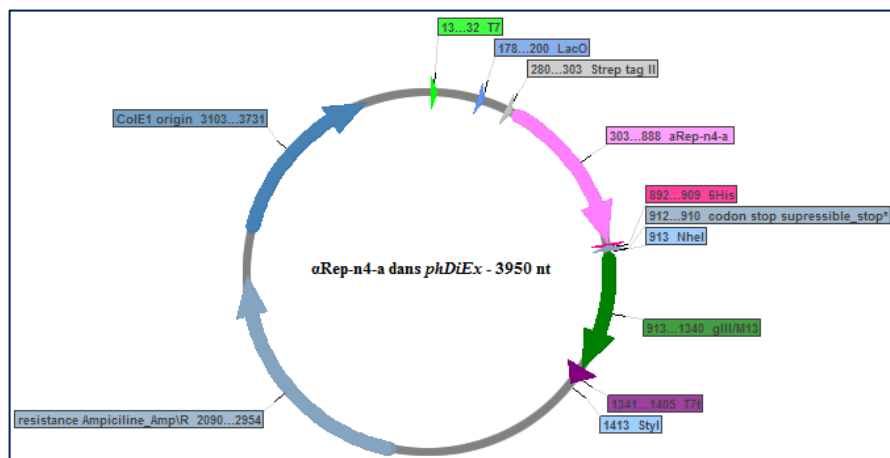 13...32 T7
178...200 LacO
280...303 Strep tag II
ColE1 origin 3103...3731
303...888 aRep-n4-a
892...909 6His
912...910 codon stop supressible_stop*
913 NheI
αRep-n4-a dans phDiEx - 3950 nt
913...1340 gIII/M13
1341...1405 T7t
resistance Ampiciline_Amp\R 2090...2954
1413 StyI